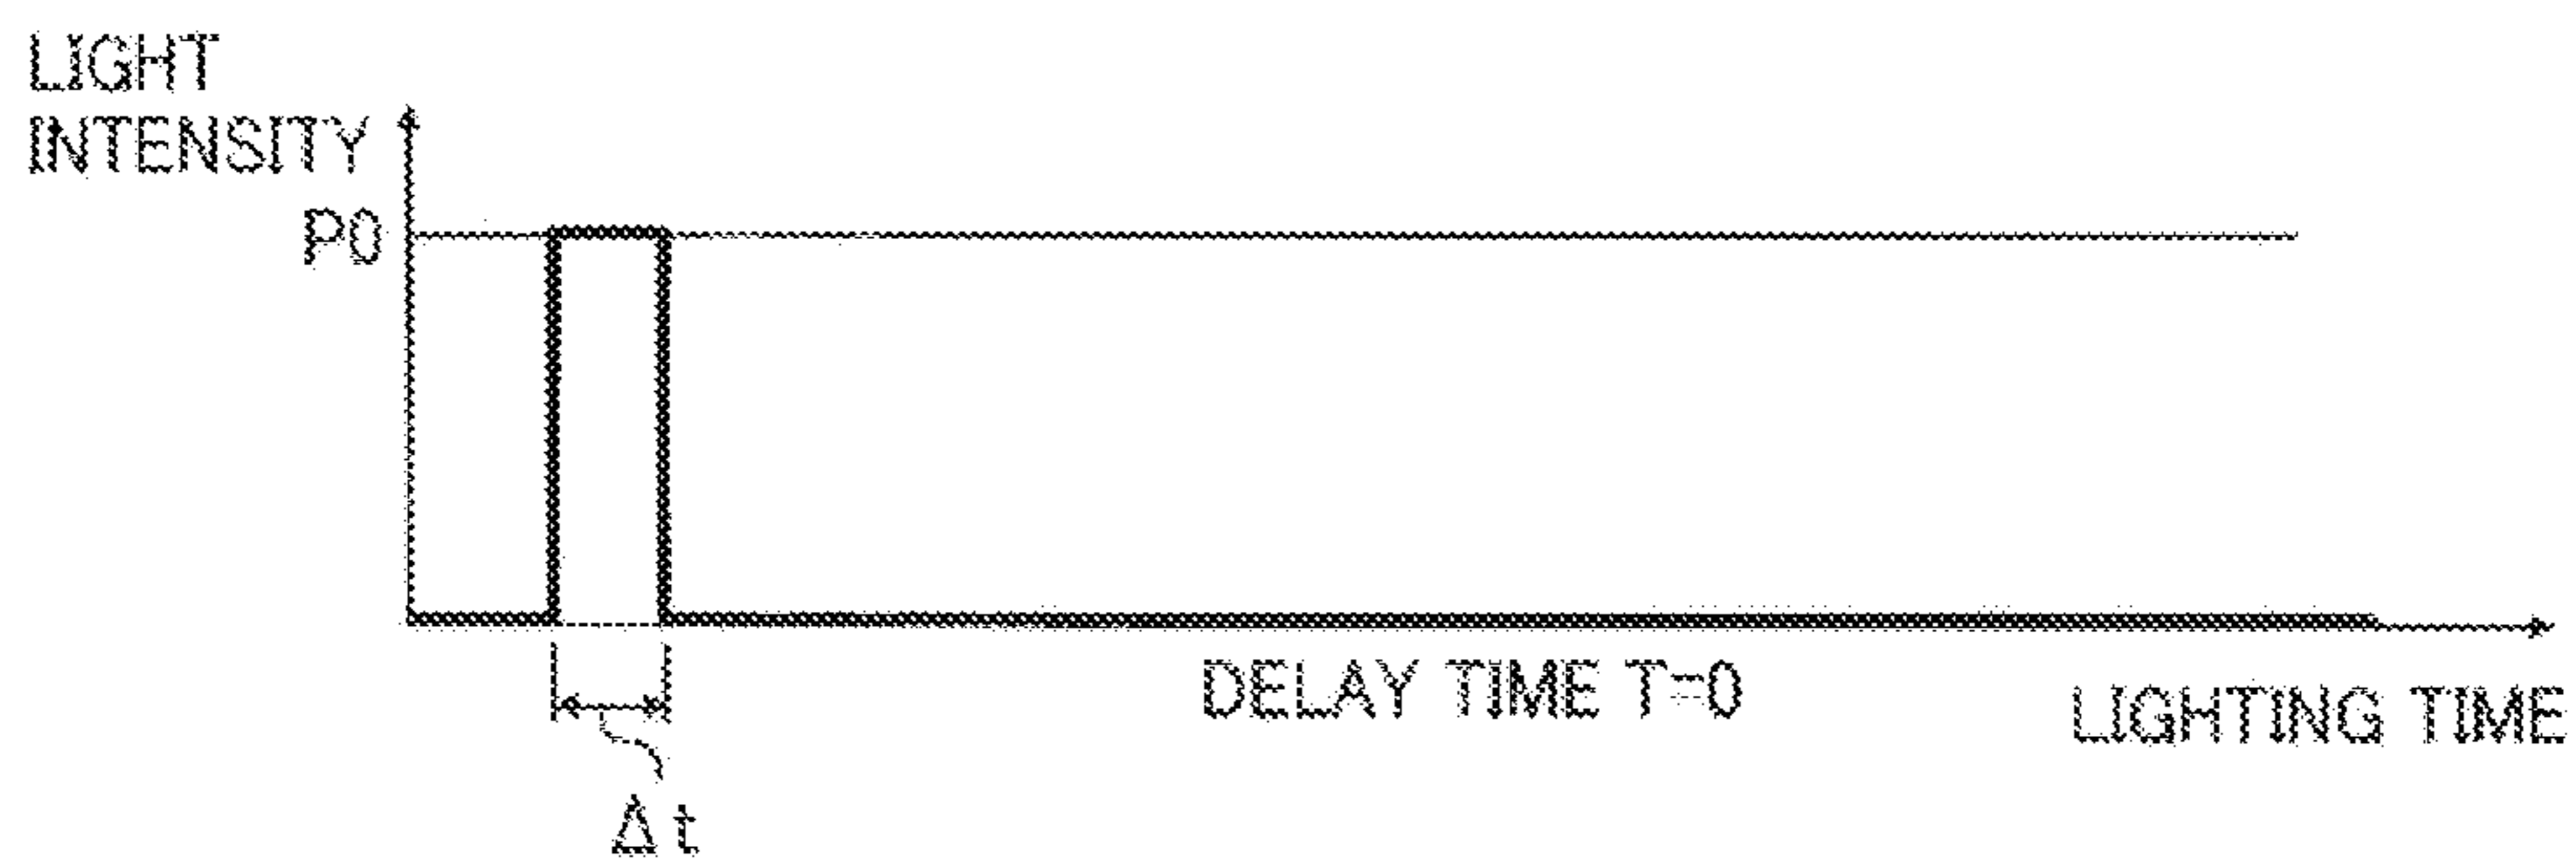 LIGHT
INTENSITY
P0
DELAY TIME T=0
LIGHTING TIME
Δt